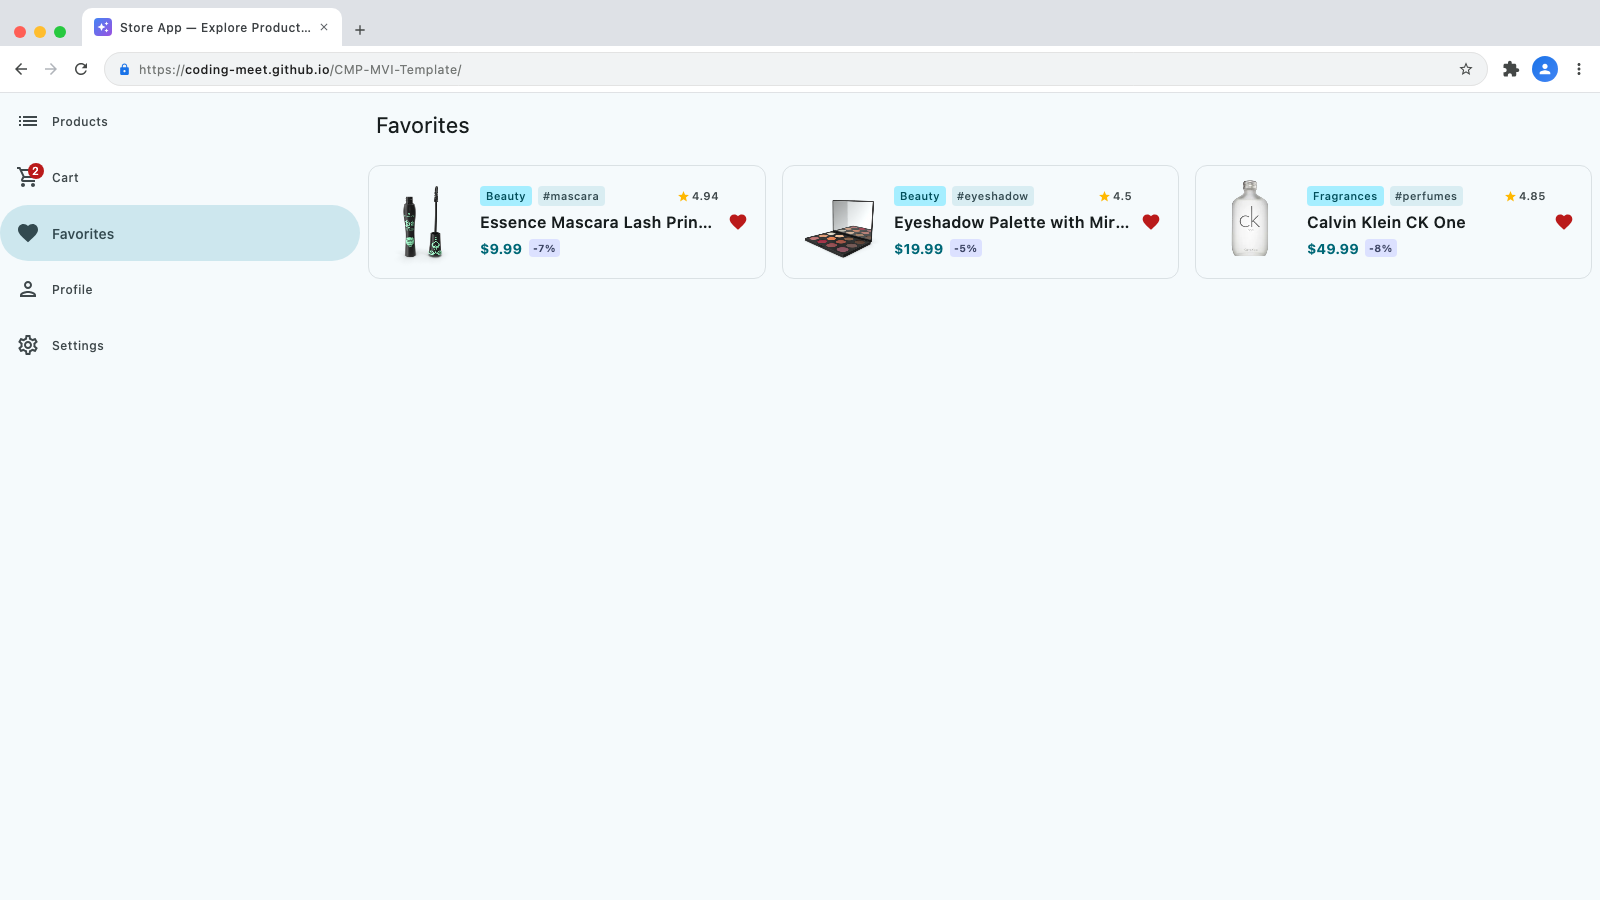 Store App — Explore Product...
https://coding-meet.github.io/CMP-MVI-Template/
Products
2
Cart
Favorites
Profile
Settings
Favorites
Beauty #mascara 4.94
Essence Mascara Lash Prin...
$9.99 -7%
Beauty #eyeshadow 4.5
Eyeshadow Palette with Mir...
$19.99 -5%
CK
Fragrances #perfumes 4.85
Calvin Klein CK One
$49.99 -8%